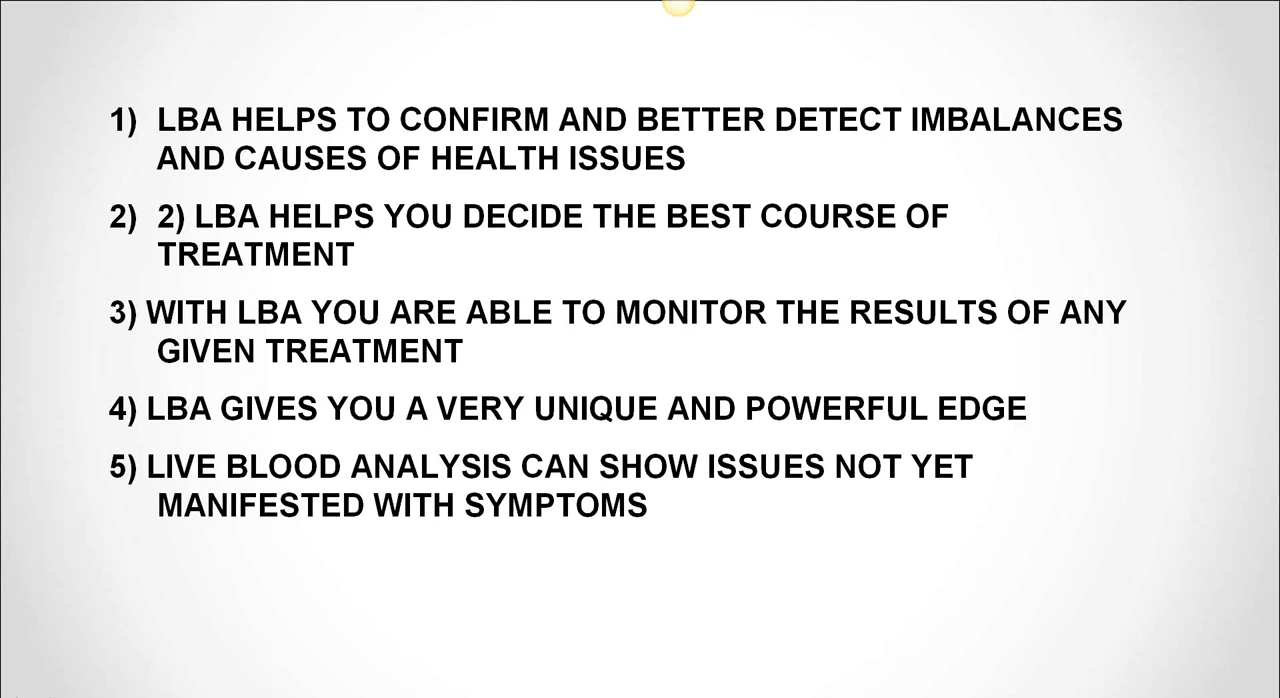 1) LBA HELPS TO CONFIRM AND BETTER DETECT IMBALANCES
AND CAUSES OF HEALTH ISSUES
2) 2) LBA HELPS YOU DECIDE THE BEST COURSE OF
TREATMENT
3) WITH LBA YOU ARE ABLE TO MONITOR THE RESULTS OF ANY
GIVEN TREATMENT
4) LBA GIVES YOU A VERY UNIQUE AND POWERFUL EDGE
5) LIVE BLOOD ANALYSIS CAN SHOW ISSUES NOT YET
MANIFESTED WITH SYMPTOMS